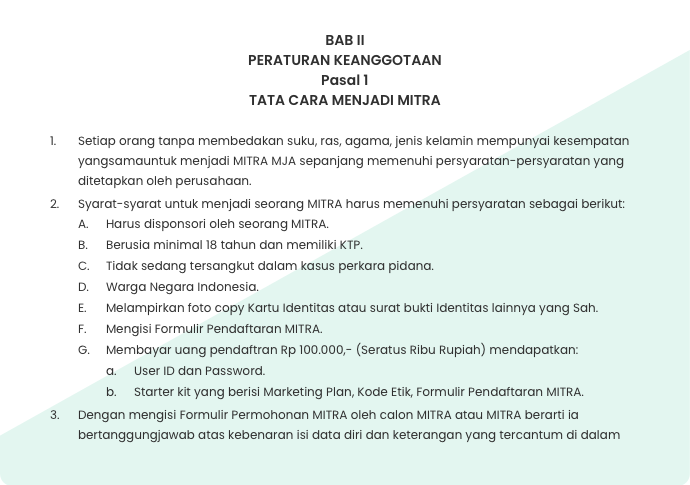 BAB II
PERATURAN KEANGGOTAAN
Pasal 1
TATA CARA MENJADI MITRA
1. Setiap orang tanpa membedakan suku, ras, agama, jenis kelamin mempunyai kesempatan
yangsamauntuk menjadi MITRA MJA sepanjang memenuhi persyaratan-persyaratan yang
ditetapkan oleh perusahaan.
2. Syarat-syarat untuk menjadi seorang MITRA harus memenuhi persyaratan sebagai berikut:
A. Harus disponsori oleh seorang MITRA.
B. Berusia minimal 18 tahun dan memiliki KTP.
C. Tidak sedang tersangkut dalam kasus perkara pidana.
D. Warga Negara Indonesia.
E. Melampirkan foto copy Kartu Identitas atau surat bukti Identitas lainnya yang Sah.
F. Mengisi Formulir Pendaftaran MITRA.
G. Membayar uang pendaftran Rp 100.000,- (Seratus Ribu Rupiah) mendapatkan:
a. User ID dan Password.
b. Starter kit yang berisi Marketing Plan, Kode Etik, Formulir Pendaftaran MITRA.
3. Dengan mengisi Formulir Permohonan MITRA oleh calon MITRA atau MITRA berarti ia
bertanggungjawab atas kebenaran isi data diri dan keterangan yang tercantum di dalam